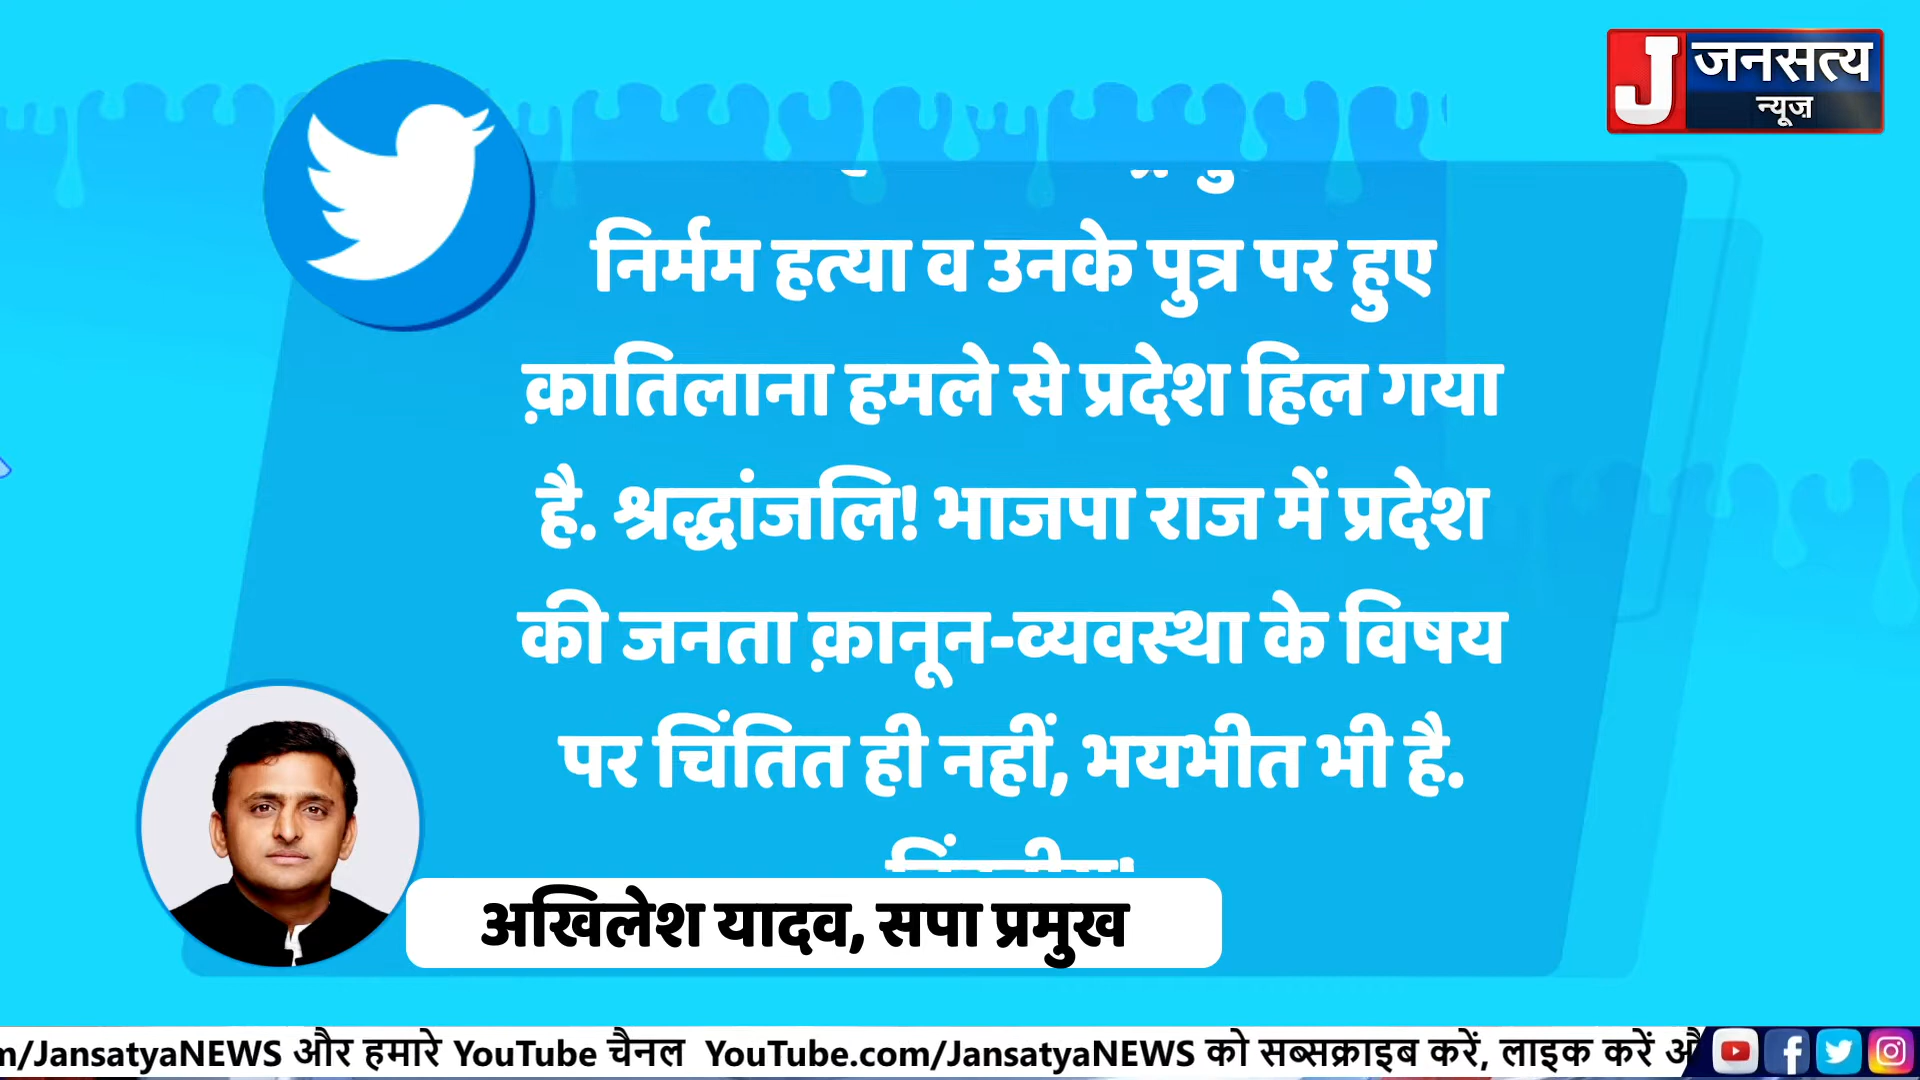 J जनसत्य
न्यूज़
निर्मम हत्या व उनके पुत्र पर हुए
क़ातिलाना हमले से प्रदेश हिल गया
है. श्रद्धांजलि! भाजपा राज में प्रदेश
की जनता क़ानून-व्यवस्था के विषय
पर चिंतित ही नहीं, भयभीत भी है.
अखिलेश यादव, सपा प्रमुख
m/JansatyaNEWS और हमारे YouTube चैनल YouTube.com/JansatyaNEWS को सब्सक्राइब करें, लाइक करें औ